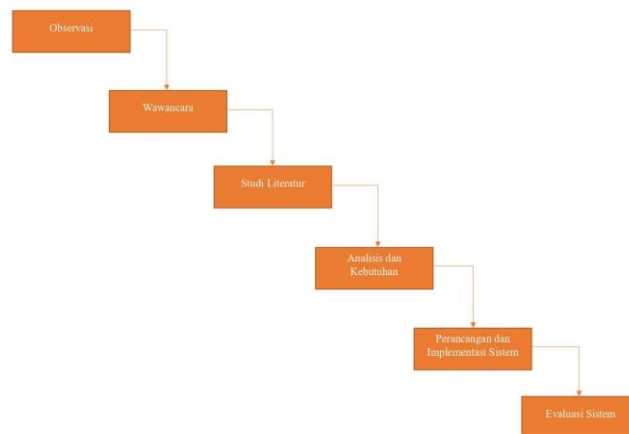 Observasi
Wawancara
Studi Literatur
Analisis dan
Kebutuhan
Perancangan dan
Implementasi Sistem
Evaluasi Sistem